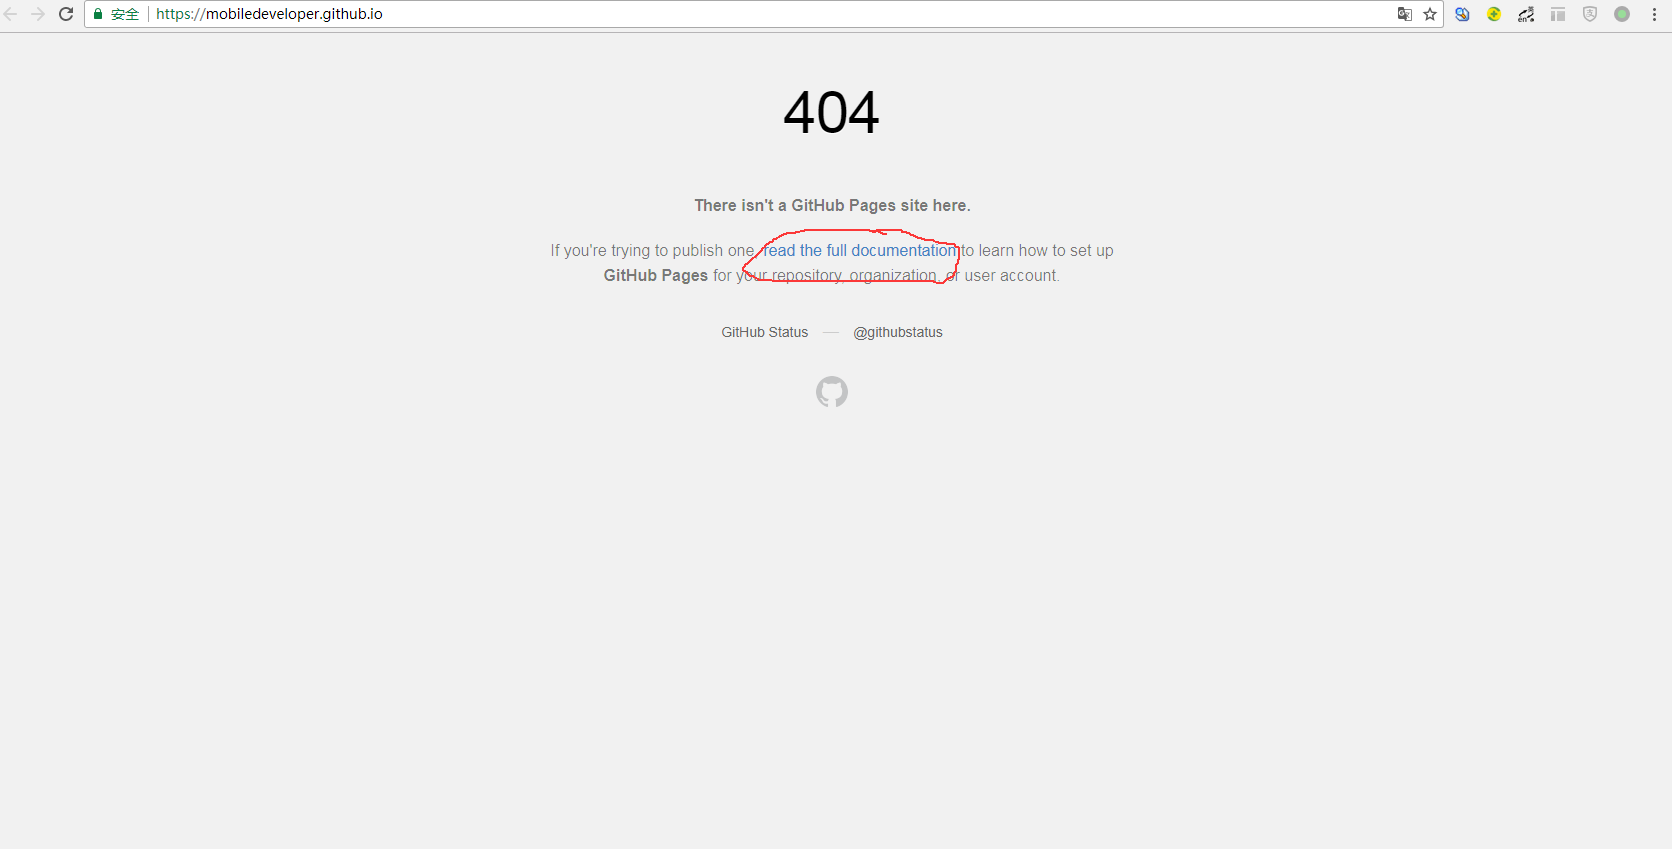 安全 https://mobiledeveloper.github.io
en
404
There isn't a GitHub Pages site here.
If you're trying to publish one, read the full documentation to learn how to set up
GitHub Pages for your repository, organization, or user account.
GitHub Status — @githubstatus